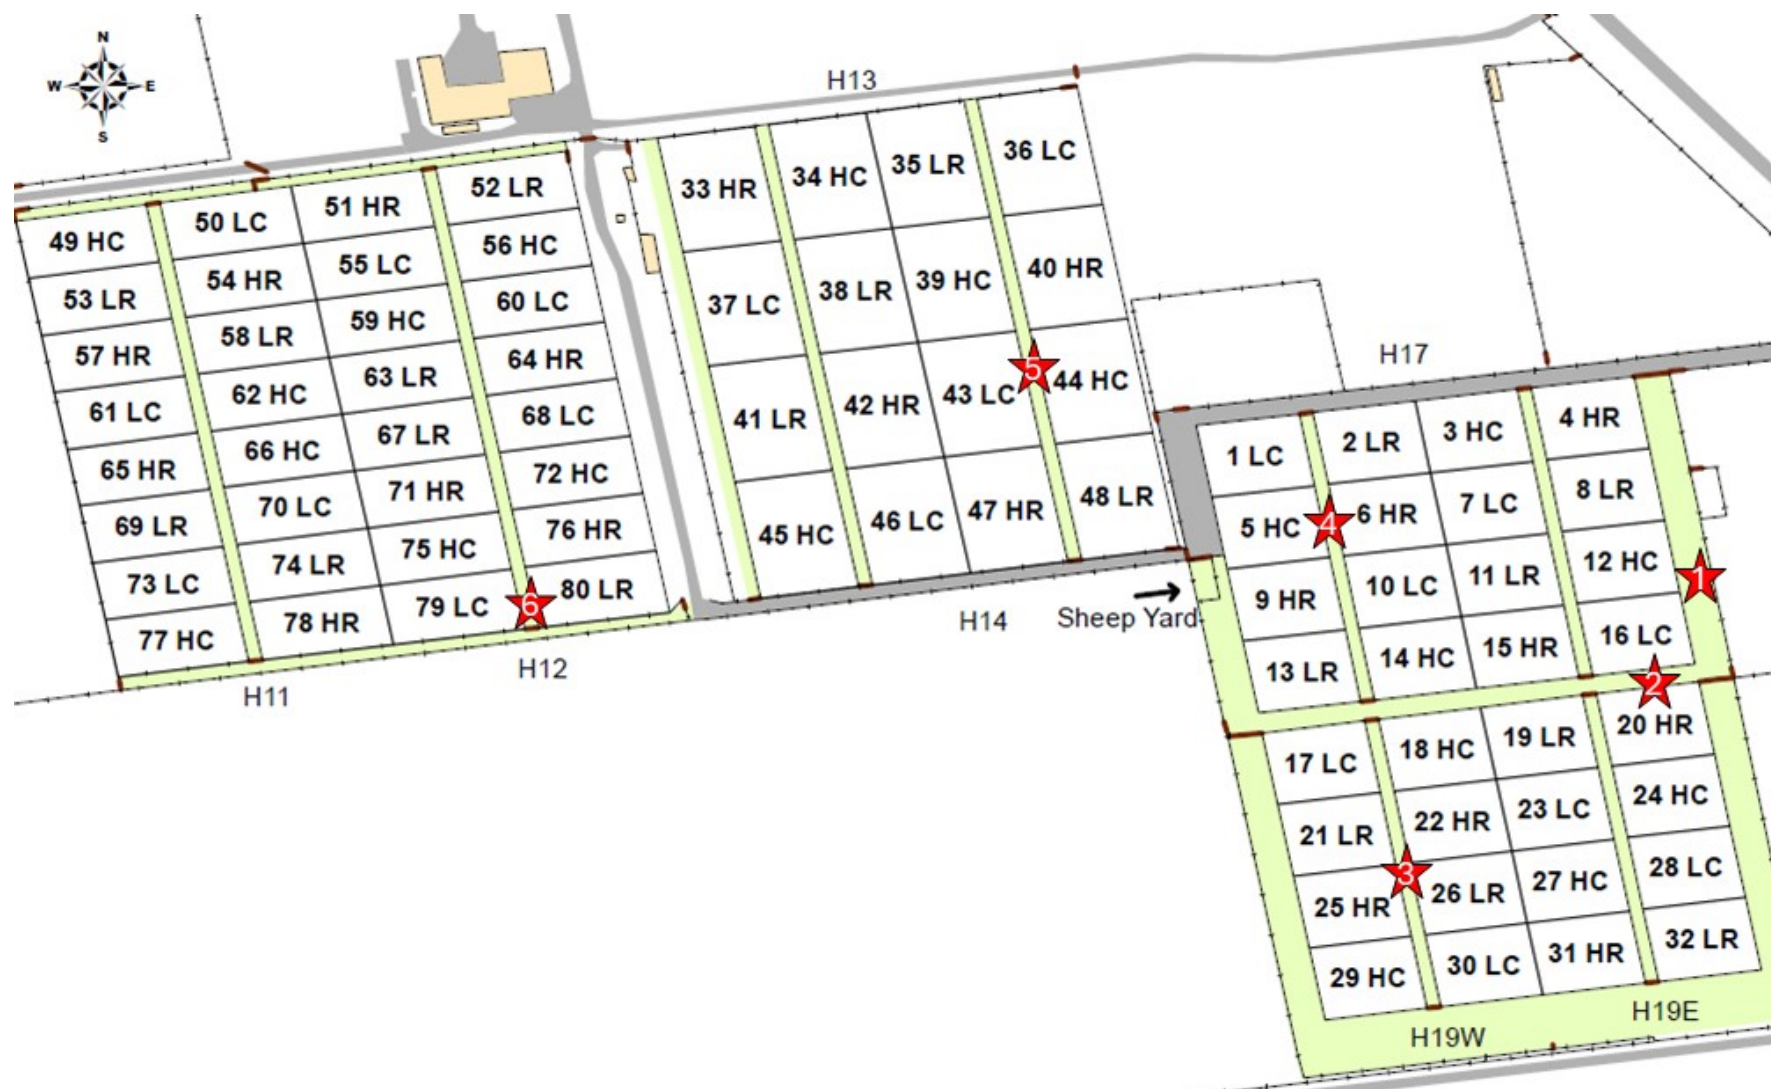 N
W E
S
H13
49 HC
50 LC
51 HR
52 LR
53 LR
54 HR
55 LC
56 HC
57 HR
58 LR
59 HC
60 LC
61 LC
62 HC
63 LR
64 HR
65 HR
66 HC
67 LR
68 LC
69 LR
70 LC
71 HR
72 HC
73 LC
74 LR
75 HC
76 HR
77 HC
78 HR
79 LC
6
80 LR
H11
H12
33 HR
34 HC
35 LR
36 LC
37 LC
38 LR
39 HC
40 HR
41 LR
42 HR
43 LC
5
44 HC
45 HC
46 LC
47 HR
48 LR
H14
Sheep Yard
H17
1 LC
2 LR
3 HC
4 HR
5 HC
4
6 HR
7 LC
8 LR
9 HR
10 LC
11 LR
12 HC
1
13 LR
14 HC
15 HR
16 LC
2
17 LC
18 HC
19 LR
20 HR
21 LR
22 HR
23 LC
24 HC
3
25 HR
26 LR
27 HC
28 LC
29 HC
30 LC
31 HR
32 LR
H19W
H19E